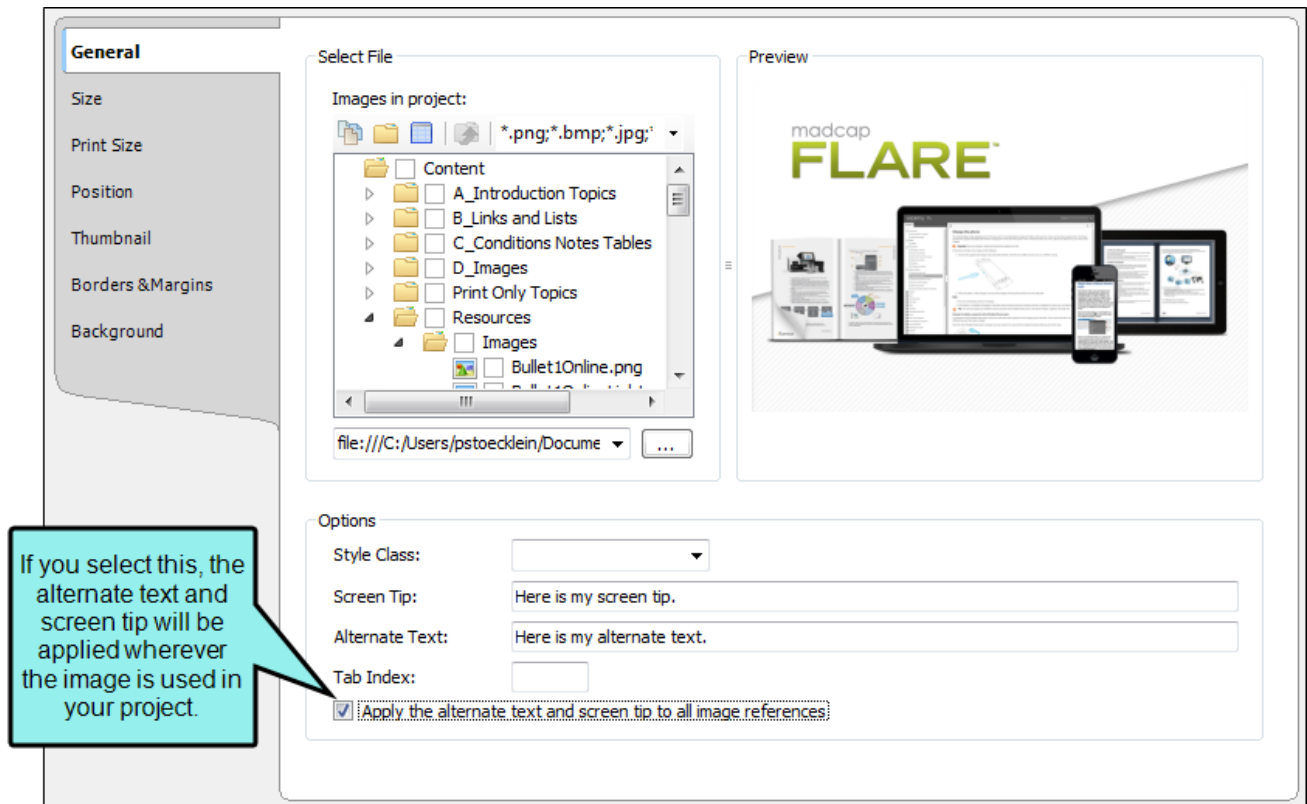 General
Size
Print Size
Position
Thumbnail
Borders &Margins
Background
Select File
Images in project:
*.png;*.bmp;*.jpg;*
Content
A_Introduction Topics
B_Links and Lists
C_Conditions Notes Tables
D_Images
Print Only Topics
Resources
Images
Bullet1Online.png
file:///C:/Users/pstoecklein/Docume
...
Preview
madcap
FLARE™
Options
Style Class:
Screen Tip:
Here is my screen tip.
Alternate Text:
Here is my alternate text.
Tab Index:
Apply the alternate text and screen tip to all image references
If you select this, the
alternate text and
screen tip will be
applied wherever
the image is used in
your project.